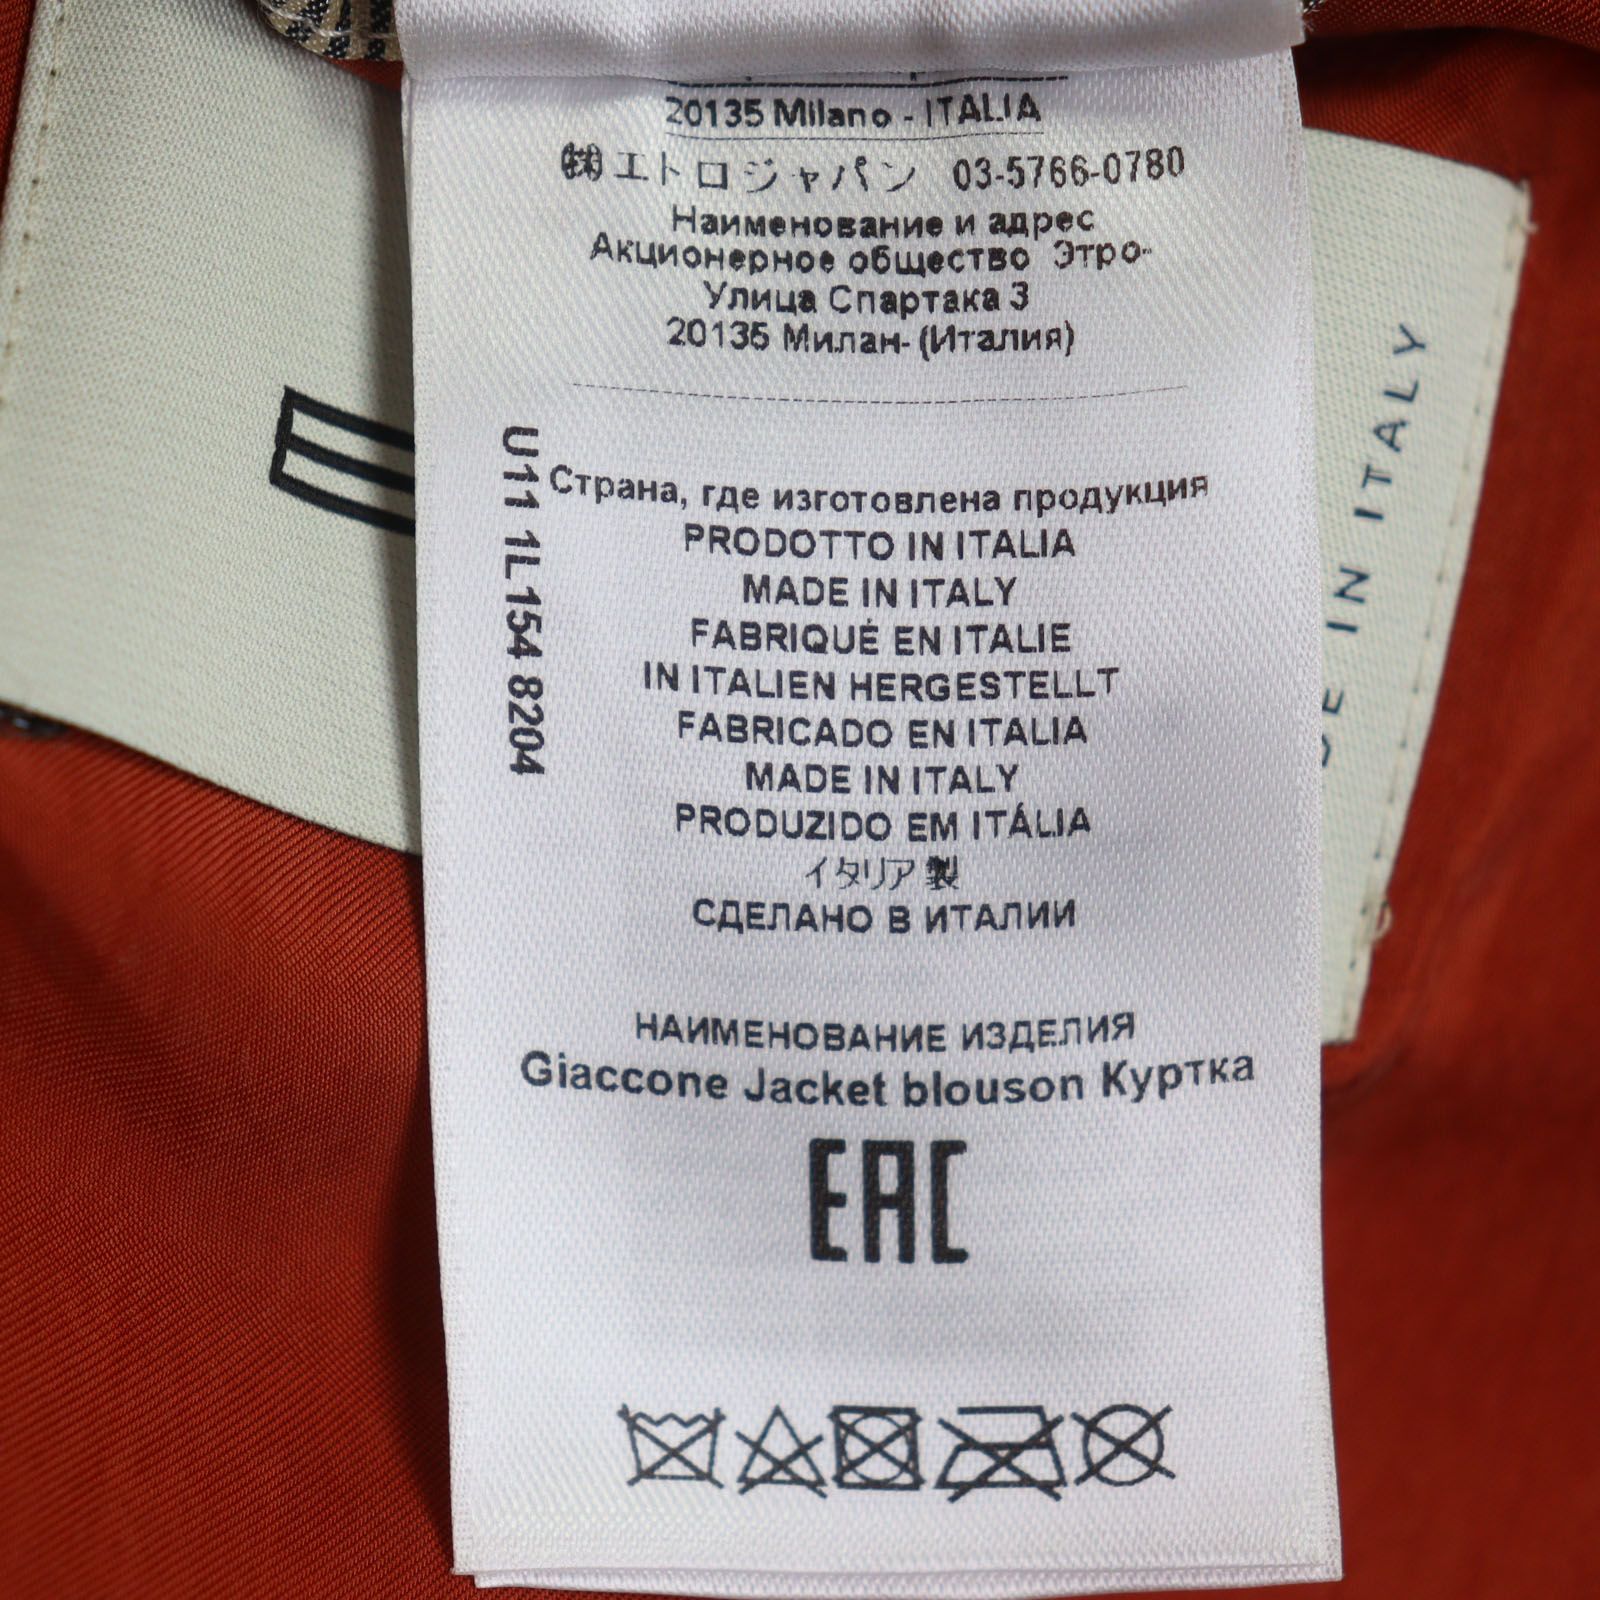 20135 Milano - ITALIA
㈱エトロジャパン 03-5766-0780
Наименование и адрес
Акционерное общество Этро-
Улица Спартака 3
20135 Милан- (Италия)
U11 1L154 8204
Страна, где изготовлена продукция
PRODOTTO IN ITALIA
MADE IN ITALY
FABRIQUÉ EN ITALIE
IN ITALIEN HERGESTELLT
FABRICADO EN ITALIA
MADE IN ITALY
PRODUZIDO EM ITÁLIA
イタリア製
СДЕЛАНО В ИТАЛИИ
НАИМЕНОВАНИЕ ИЗДЕЛИЯ
Giaccone Jacket blouson Куртка
EAC
IN ITALY